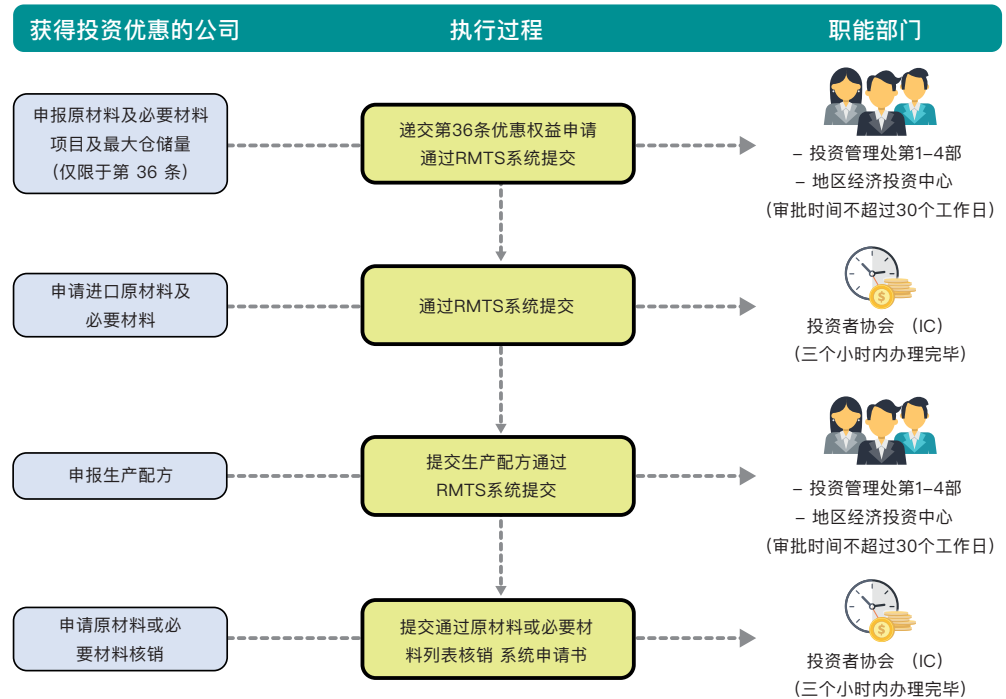 获得投资优惠的公司
执行过程
职能部门
申报原材料及必要材料
项目及最大仓储量
(仅限于第 36 条)
递交第36条优惠权益申请
通过RMTS系统提交
– 投资管理处第1–4部
– 地区经济投资中心
(审批时间不超过30个工作日)
申请进口原材料及
必要材料
通过RMTS系统提交
投资者协会 （IC）
(三个小时内办理完毕)
申报生产配方
提交生产配方通过
RMTS系统提交
– 投资管理处第1–4部
– 地区经济投资中心
(审批时间不超过30个工作日)
申请原材料或必
要材料核销
提交通过原材料或必要材
料列表核销 系统申请书
投资者协会 （IC）
(三个小时内办理完毕)